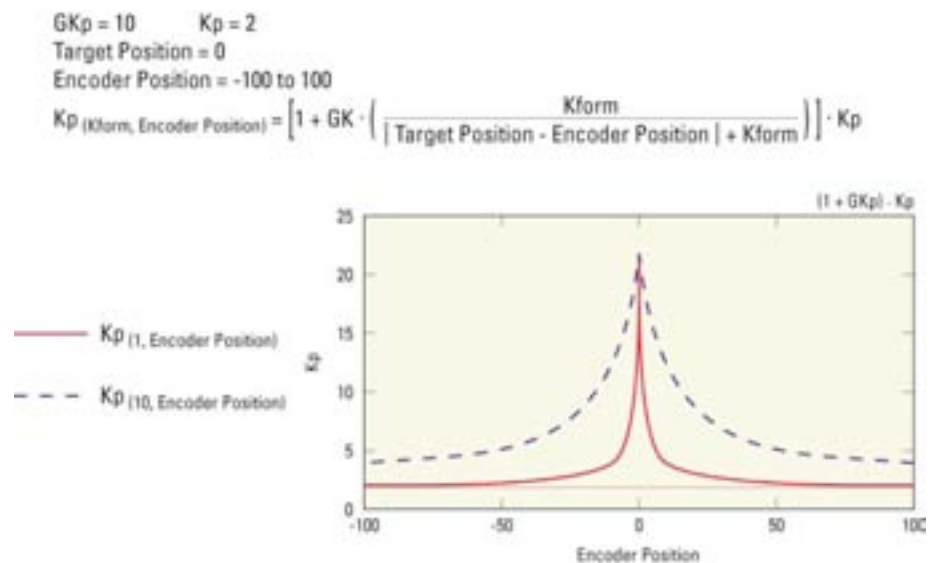 GKp = 10 Kp = 2
Target Position = 0
Encoder Position = -100 to 100
Kp (Kform, Encoder Position) = [1 + GK · ( Kform / | Target Position - Encoder Position | + Kform )] · Kp
(1 + GKp) · Kp
25
20
15
10
5
0
Kp
-100 -50 0 50 100
Encoder Position
Kp (1, Encoder Position)
Kp (10, Encoder Position)